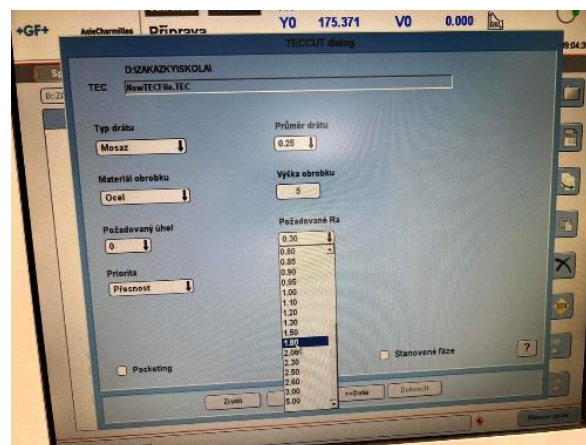 +GF+ AgieCharmilles Příprava
Y0 175.371 V0 0.000
TECCUT dialog
D:\ZAKAZKY\SKOLA\
TEC NewTECFile.TEC
Typ drátu
Mosaz
Průměr drátu
0.25
Materiál obrobku
Ocel
Výška obrobku
5
Požadovaný úhel
0
Požadované Ra
0.30
0.80
0.85
0.90
0.95
1.00
1.10
1.20
1.30
1.50
1.80
2.00
2.30
2.50
2.60
3.00
5.00
Priorita
Přesnost
Pocketing
Stanovené fáze
?
Zrušit
>>Další
Dokončit